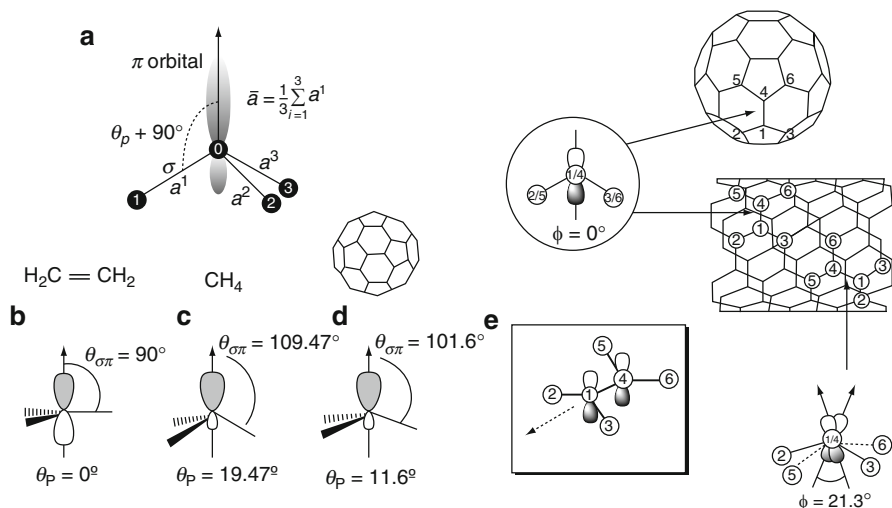 a
π orbital
ā = 1/3 3∑i=1 a¹
θp + 90°
σ
a¹
a²
a³
0
1
2
3
H₂C = CH₂
CH₄
b
θσπ = 90°
θP = 0º
c
θσπ = 109.47°
θP = 19.47º
d
θσπ = 101.6°
θP = 11.6º
5
6
4
2
1
3
1/4
2/5
3/6
ϕ = 0°
5
6
4
1
2
3
6
4
3
5
1
2
e
5
4
6
2
1
3
1/4
2
6
5
3
ϕ = 21.3°